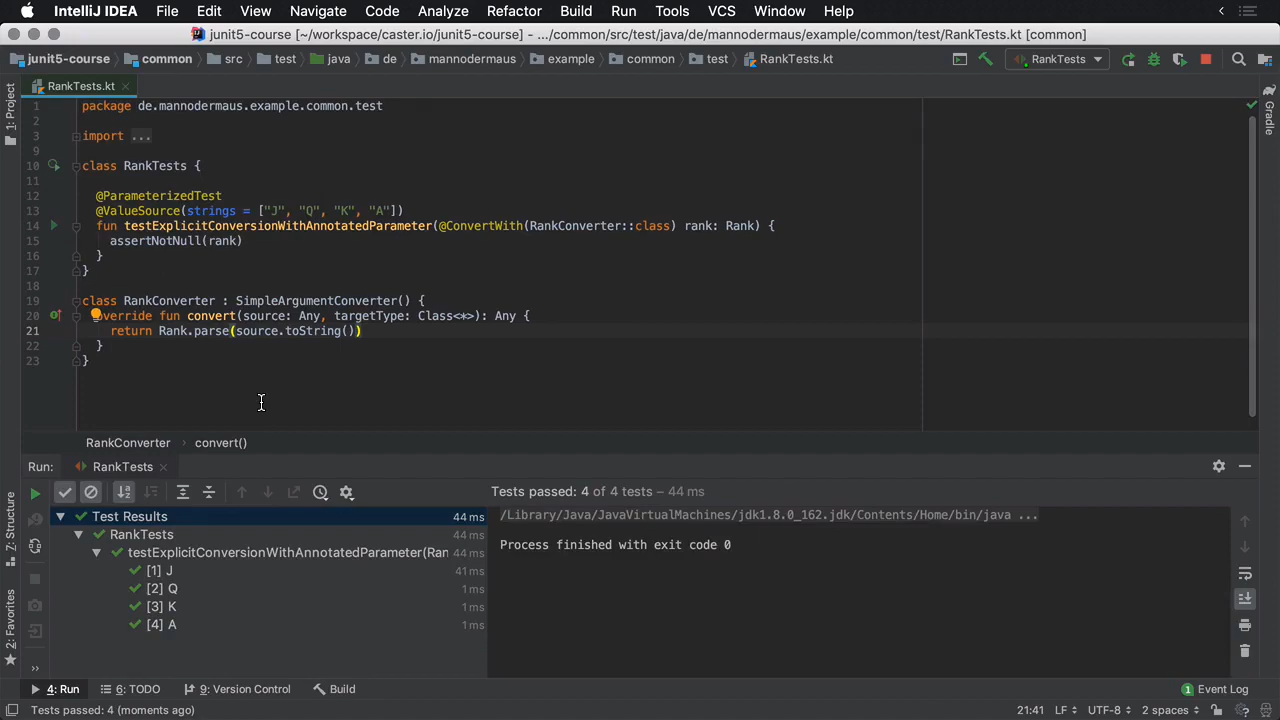 IntelliJ IDEA File Edit View Navigate Code Analyze Refactor Build Run Tools VCS Window Help
junit5-course [~/workspace/caster.io/junit5-course] - .../common/src/test/java/de/mannodermaus/example/common/test/RankTests.kt [common]
junit5-course common src test java de mannodermaus example common test RankTests.kt RankTests
1: Project
RankTests.kt
Gradle
1 package de.mannodermaus.example.common.test
2
3 import ...
9
10 class RankTests {
11
12 @ParameterizedTest
13 @ValueSource(strings = ["J", "Q", "K", "A"])
14 fun testExplicitConversionWithAnnotatedParameter(@ConvertWith(RankConverter::class) rank: Rank) {
15 assertNotNull(rank)
16 }
17 }
18
19 class RankConverter : SimpleArgumentConverter() {
20 override fun convert(source: Any, targetType: Class<*>): Any {
21 return Rank.parse(source.toString())
22 }
23 }
RankConverter › convert()
Run: RankTests
Tests passed: 4 of 4 tests – 44 ms
Test Results 44 ms
/Library/Java/JavaVirtualMachines/jdk1.8.0_162.jdk/Contents/Home/bin/java ...
RankTests 44 ms
Process finished with exit code 0
testExplicitConversionWithAnnotatedParameter(Ran 44 ms
[1] J 41 ms
[2] Q 1 ms
[3] K 1 ms
[4] A 1 ms
Z: Structure
2: Favorites
4: Run 6: TODO 9: Version Control Build 1 Event Log
Tests passed: 4 (moments ago) 21:41 LF UTF-8 2 spaces